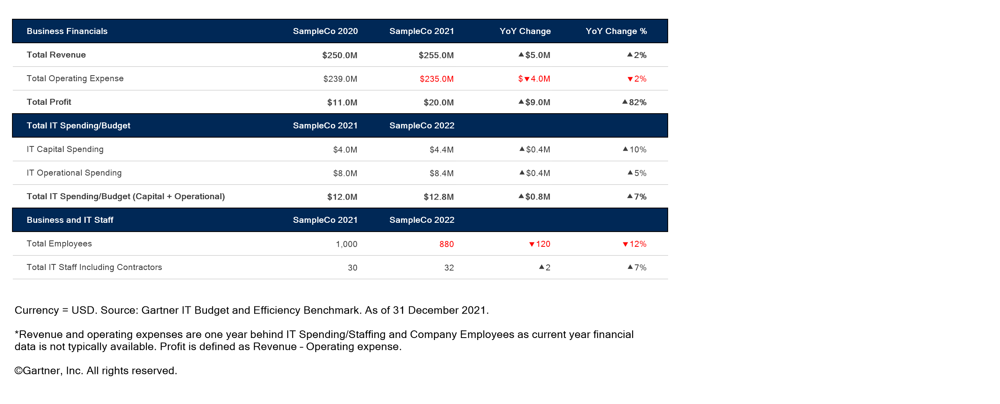 Business Financials SampleCo 2020 SampleCo 2021 YoY Change YoY Change %
Total Revenue $250.0M $255.0M ▲$5.0M ▲2%
Total Operating Expense $239.0M $235.0M $▼4.0M ▼2%
Total Profit $11.0M $20.0M ▲$9.0M ▲82%
Total IT Spending/Budget SampleCo 2021 SampleCo 2022
IT Capital Spending $4.0M $4.4M ▲$0.4M ▲10%
IT Operational Spending $8.0M $8.4M ▲$0.4M ▲5%
Total IT Spending/Budget (Capital + Operational) $12.0M $12.8M ▲$0.8M ▲7%
Business and IT Staff SampleCo 2021 SampleCo 2022
Total Employees 1,000 880 ▼120 ▼12%
Total IT Staff Including Contractors 30 32 ▲2 ▲7%
Currency = USD. Source: Gartner IT Budget and Efficiency Benchmark. As of 31 December 2021.
*Revenue and operating expenses are one year behind IT Spending/Staffing and Company Employees as current year financial
data is not typically available. Profit is defined as Revenue – Operating expense.
©Gartner, Inc. All rights reserved.